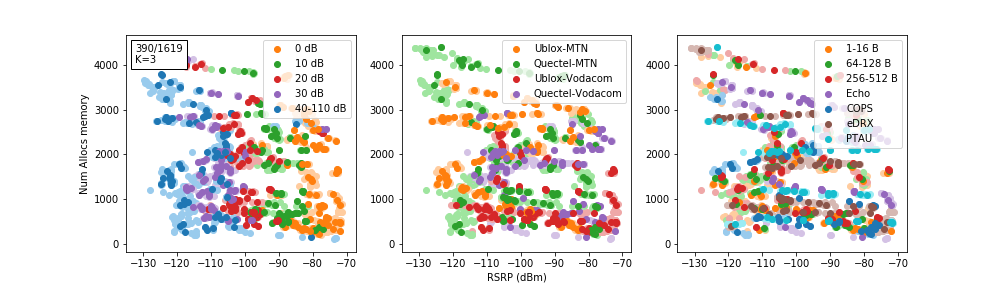 390/1619
K=3
0 dB
10 dB
20 dB
30 dB
40-110 dB
Ublox-MTN
Quectel-MTN
Ublox-Vodacom
Quectel-Vodacom
1-16 B
64-128 B
256-512 B
Echo
COPS
eDRX
PTAU
Num Allocs memory
4000
3000
2000
1000
0
−130 −120 −110 −100 −90 −80 −70
4000
3000
2000
1000
0
−130 −120 −110 −100 −90 −80 −70
RSRP (dBm)
4000
3000
2000
1000
0
−130 −120 −110 −100 −90 −80 −70